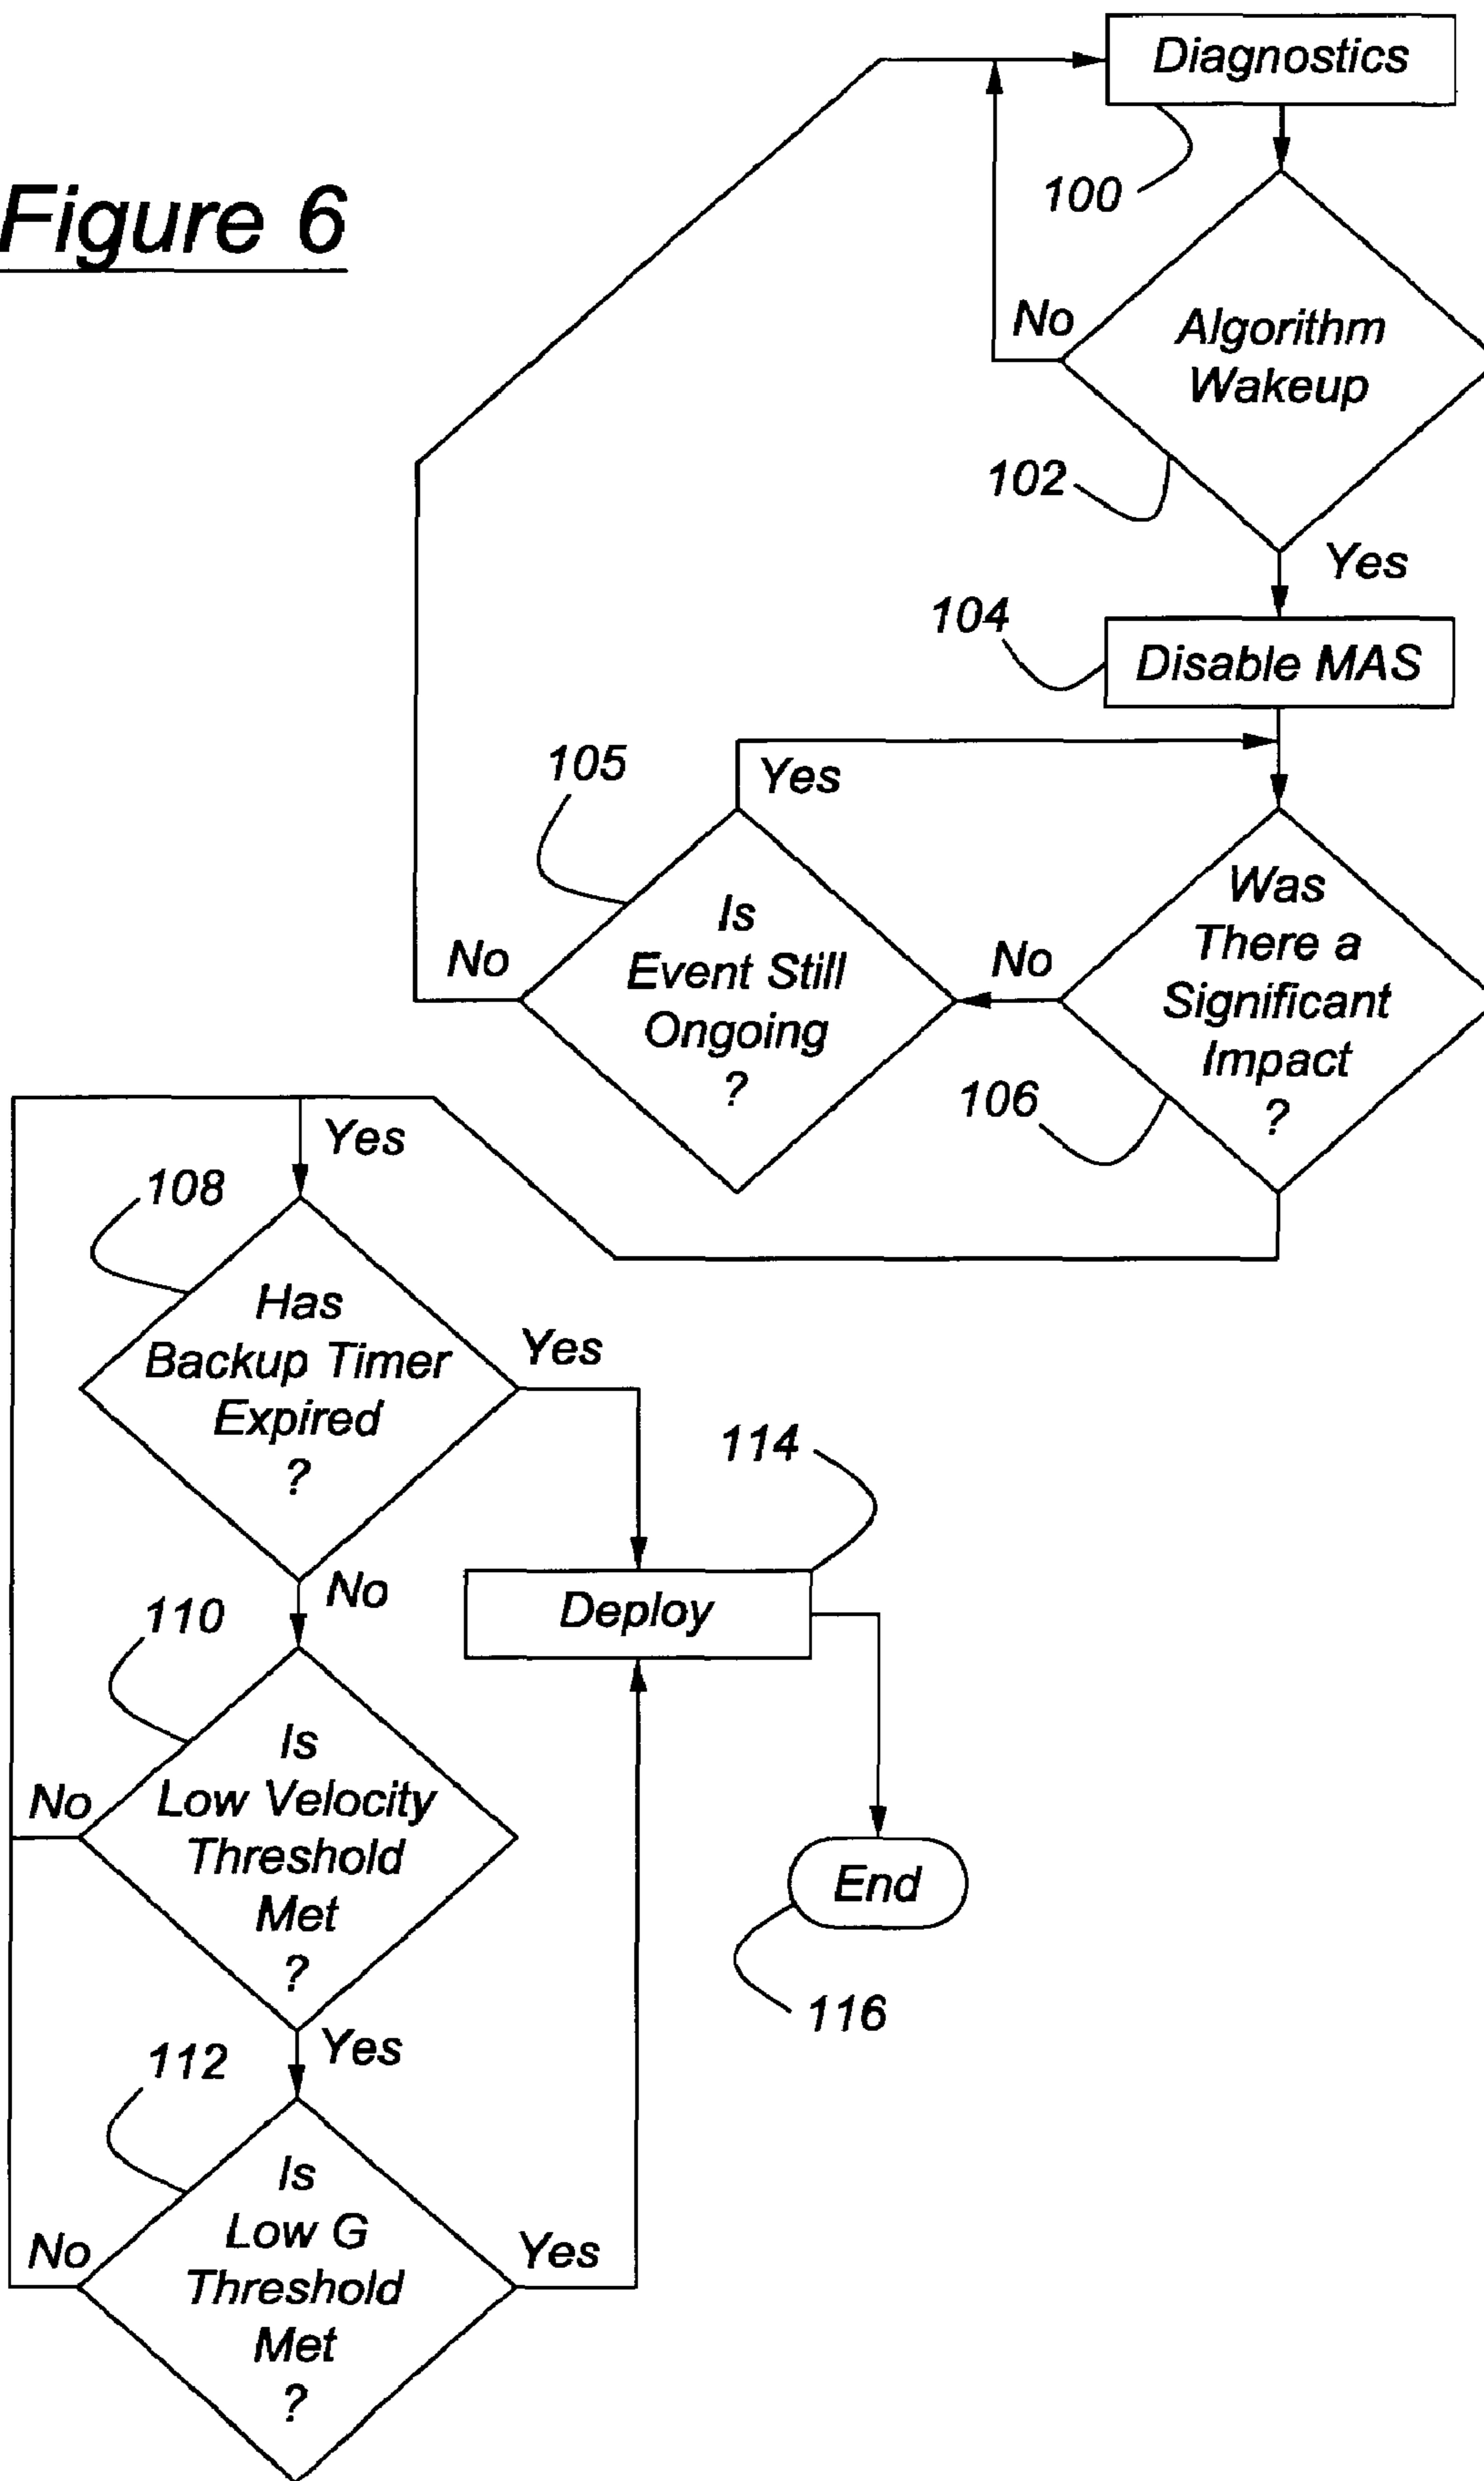 Figure 6
Diagnostics
100
No
Algorithm
Wakeup
102
Yes
104
Disable MAS
105
Yes
Is
Event Still
Ongoing
?
No
No
Was
There a
Significant
Impact
?
106
Yes
108
Has
Backup Timer
Expired
?
Yes
No
114
Deploy
110
Is
Low Velocity
Threshold
Met
?
No
End
116
Yes
112
Is
Low G
Threshold
Met
?
No
Yes